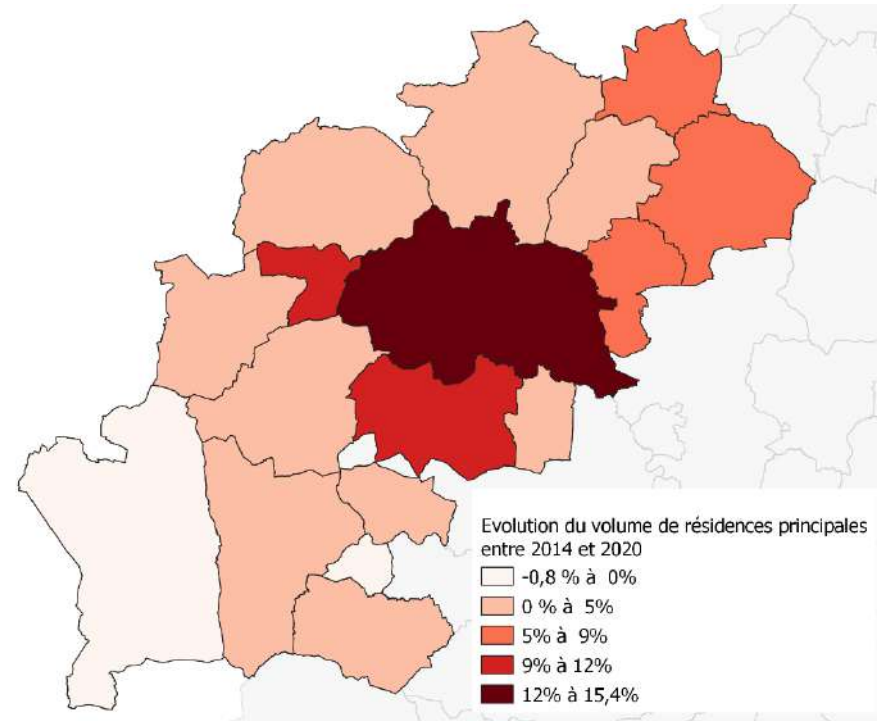 Evolution du volume de résidences principales
entre 2014 et 2020
-0,8 % à 0%
0 % à 5%
5% à 9%
9% à 12%
12% à 15,4%